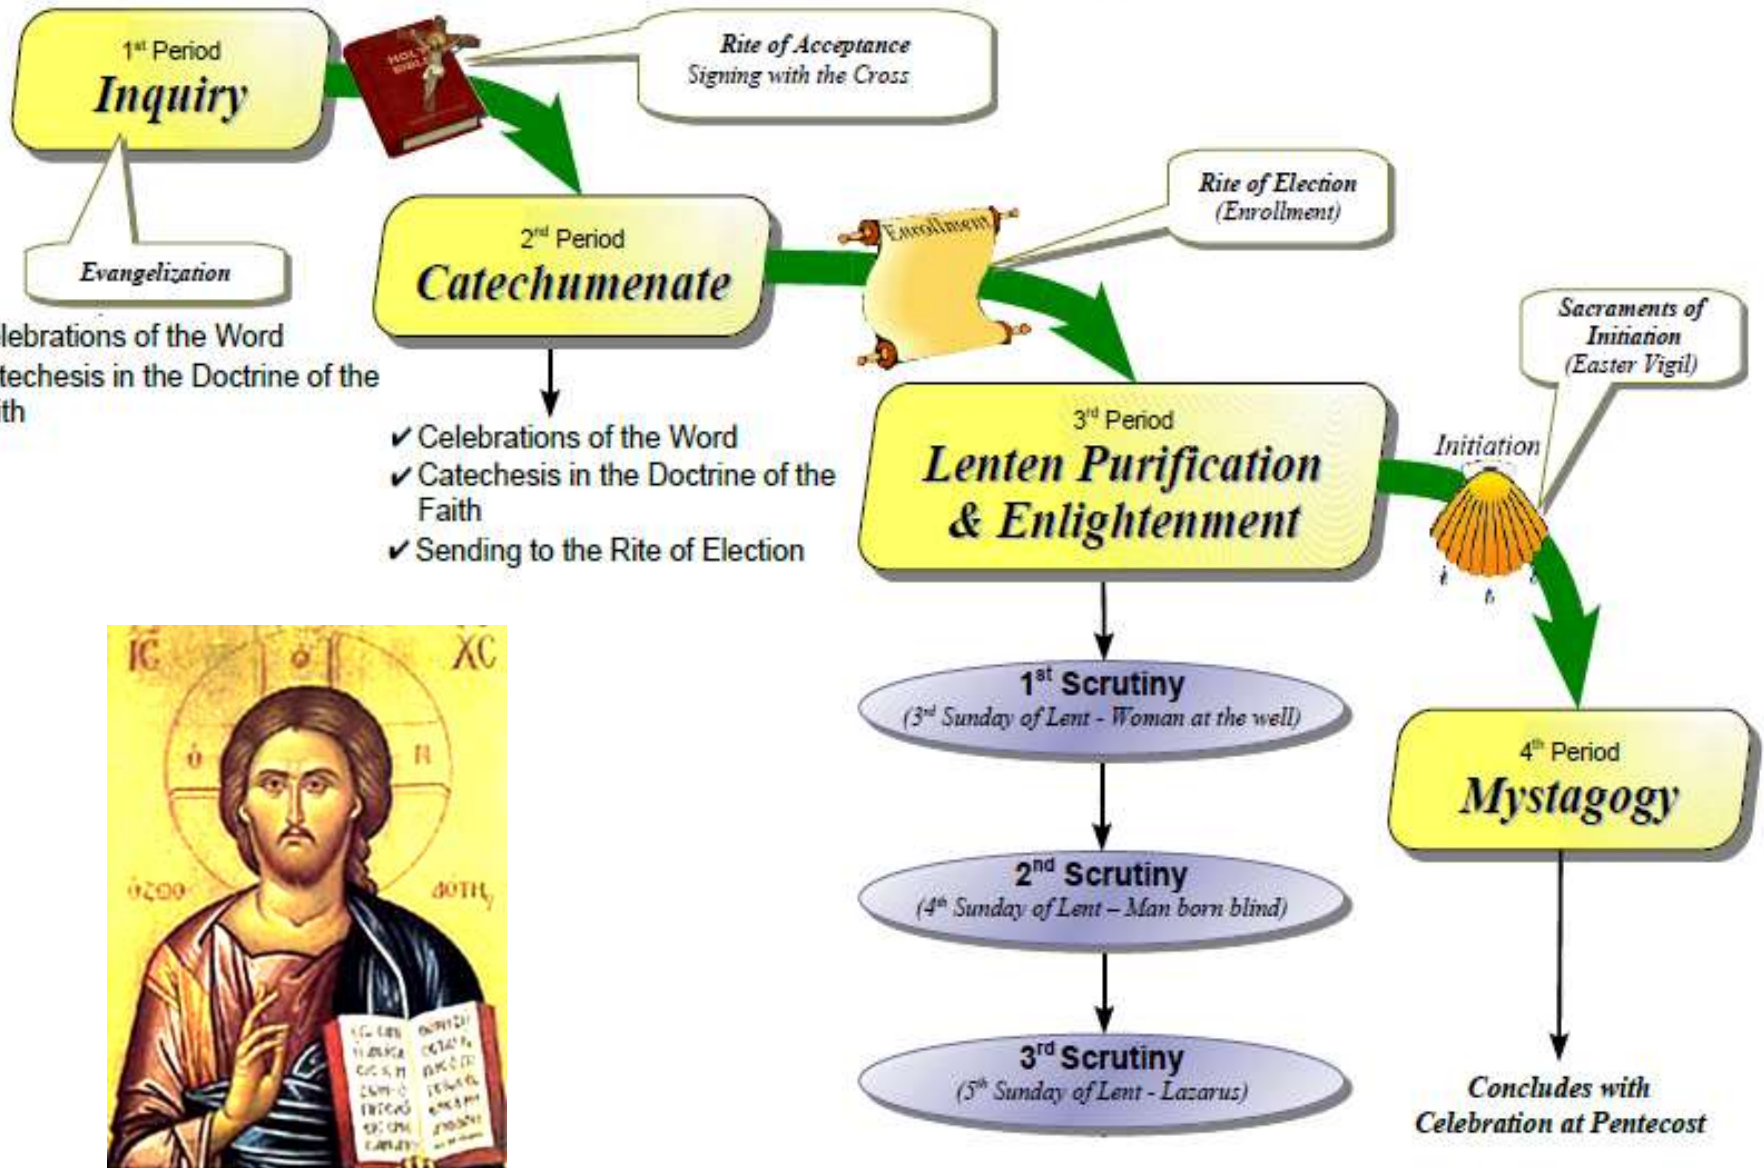 1st Period
Inquiry
HOLY
BIBLE
Rite of Acceptance
Signing with the Cross
Evangelization
lebrations of the Word
techesis in the Doctrine of the
ith
2nd Period
Catechumenate
Enrollment
Rite of Election
(Enrollment)
✔ Celebrations of the Word
✔ Catechesis in the Doctrine of the
Faith
✔ Sending to the Rite of Election
3rd Period
Lenten Purification
& Enlightenment
Initiation
Sacraments of
Initiation
(Easter Vigil)
1st Scrutiny
(3rd Sunday of Lent - Woman at the well)
2nd Scrutiny
(4th Sunday of Lent – Man born blind)
3rd Scrutiny
(5th Sunday of Lent - Lazarus)
4th Period
Mystagogy
Concludes with
Celebration at Pentecost
IC XC